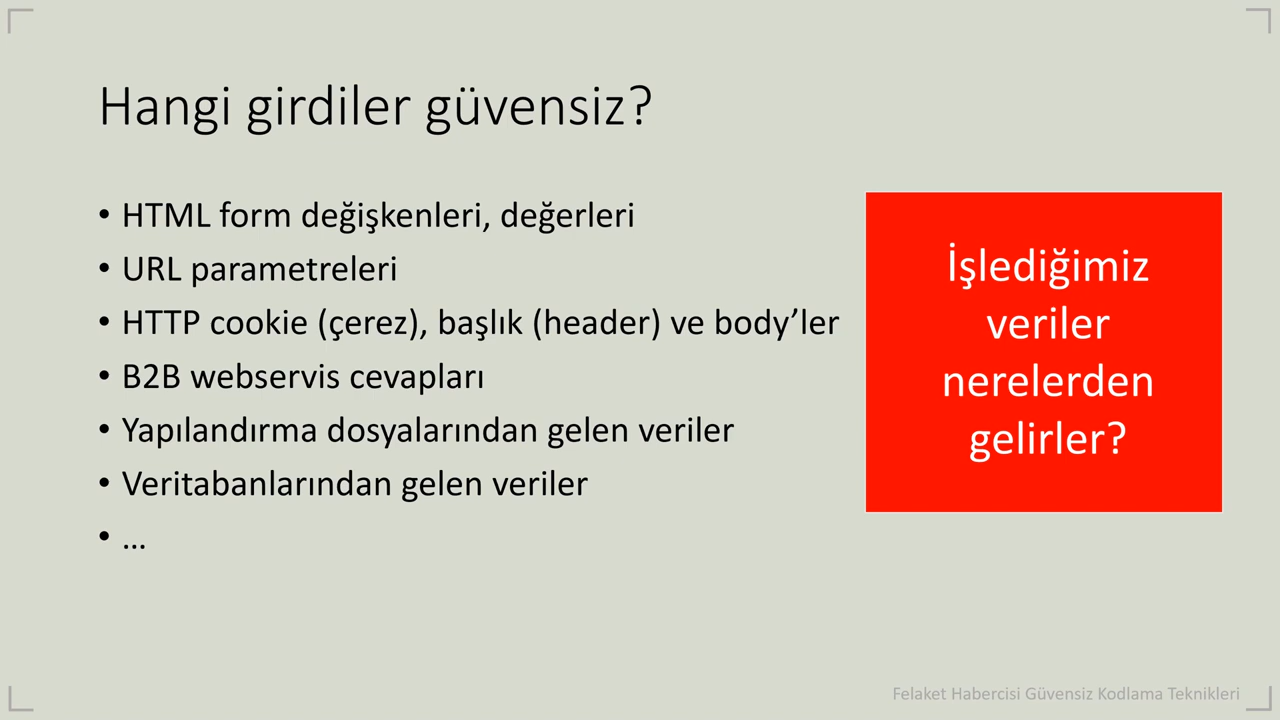 Hangi girdiler güvensiz?
• HTML form değişkenleri, değerleri
• URL parametreleri
• HTTP cookie (çerez), başlık (header) ve body’ler
• B2B webservis cevapları
• Yapılandırma dosyalarından gelen veriler
• Veritabanlarından gelen veriler
• …
İşlediğimiz
veriler
nerelerden
gelirler?
Felaket Habercisi Güvensiz Kodlama Teknikleri